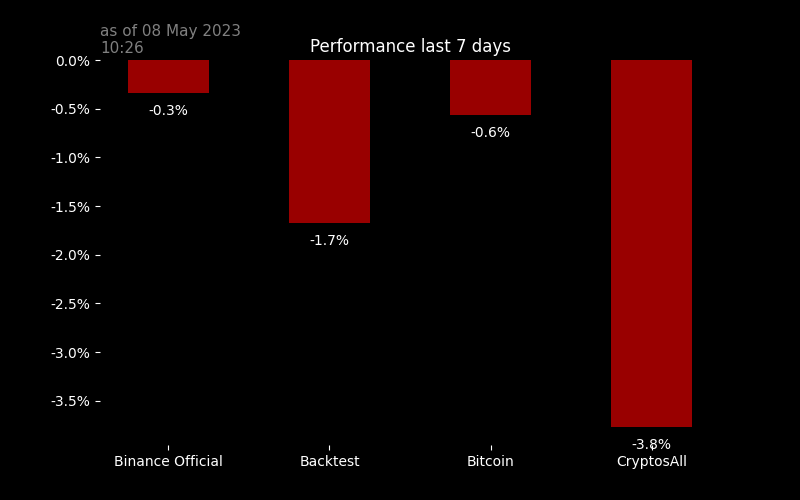 as of 08 May 2023
10:26
Performance last 7 days
0.0%
-0.5%
-1.0%
-1.5%
-2.0%
-2.5%
-3.0%
-3.5%
-0.3%
-1.7%
-0.6%
-3.8%
Binance Official
Backtest
Bitcoin
CryptosAll